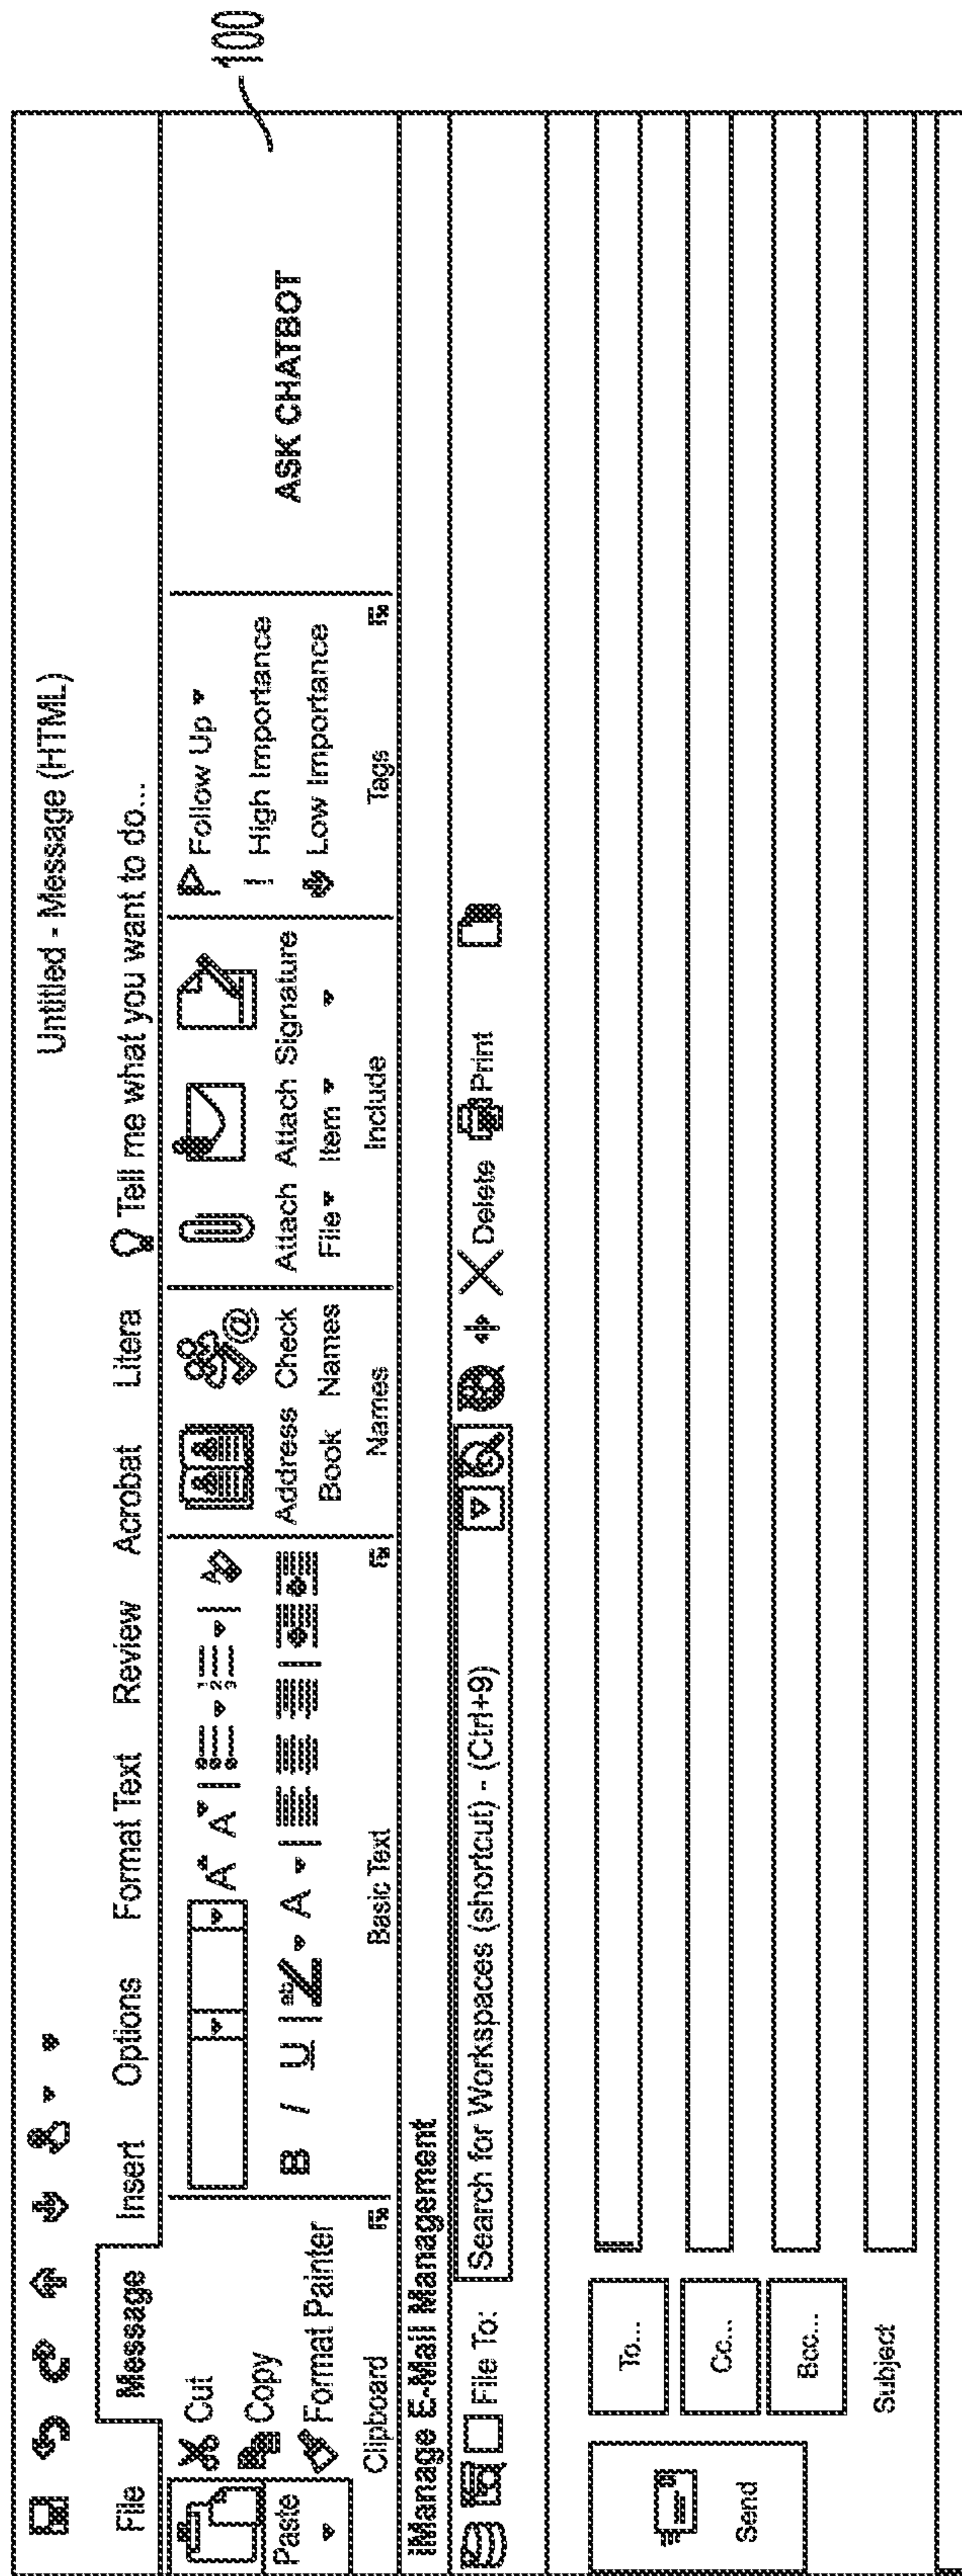 Untitled - Message (HTML)
File Message Insert Options Format Text Review Acrobat Litera Tell me what you want to do...
Paste
Cut
Copy
Format Painter
Clipboard
A A
B I U ab A
Basic Text
Address Book
Check Names
@
Names
Attach File
Attach Item
Signature
Include
Follow Up
! High Importance
Low Importance
Tags
ASK CHATBOT
100
iManage E-Mail Management
File To: Search for Workspaces (shortcut) - (Ctrl+9) Delete Print
Send
To...
Cc...
Bcc...
Subject